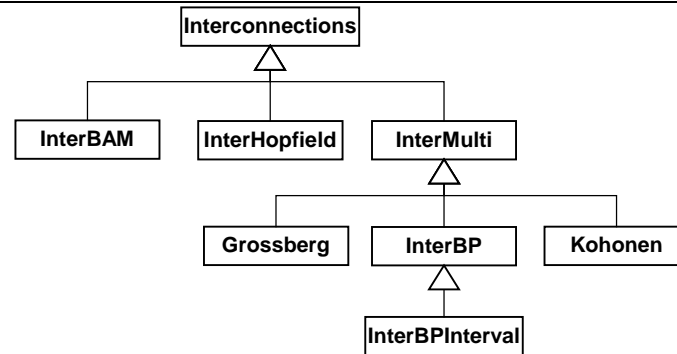 Interconnections
InterBAM
InterHopfield
InterMulti
Grossberg
InterBP
Kohonen
InterBPInterval